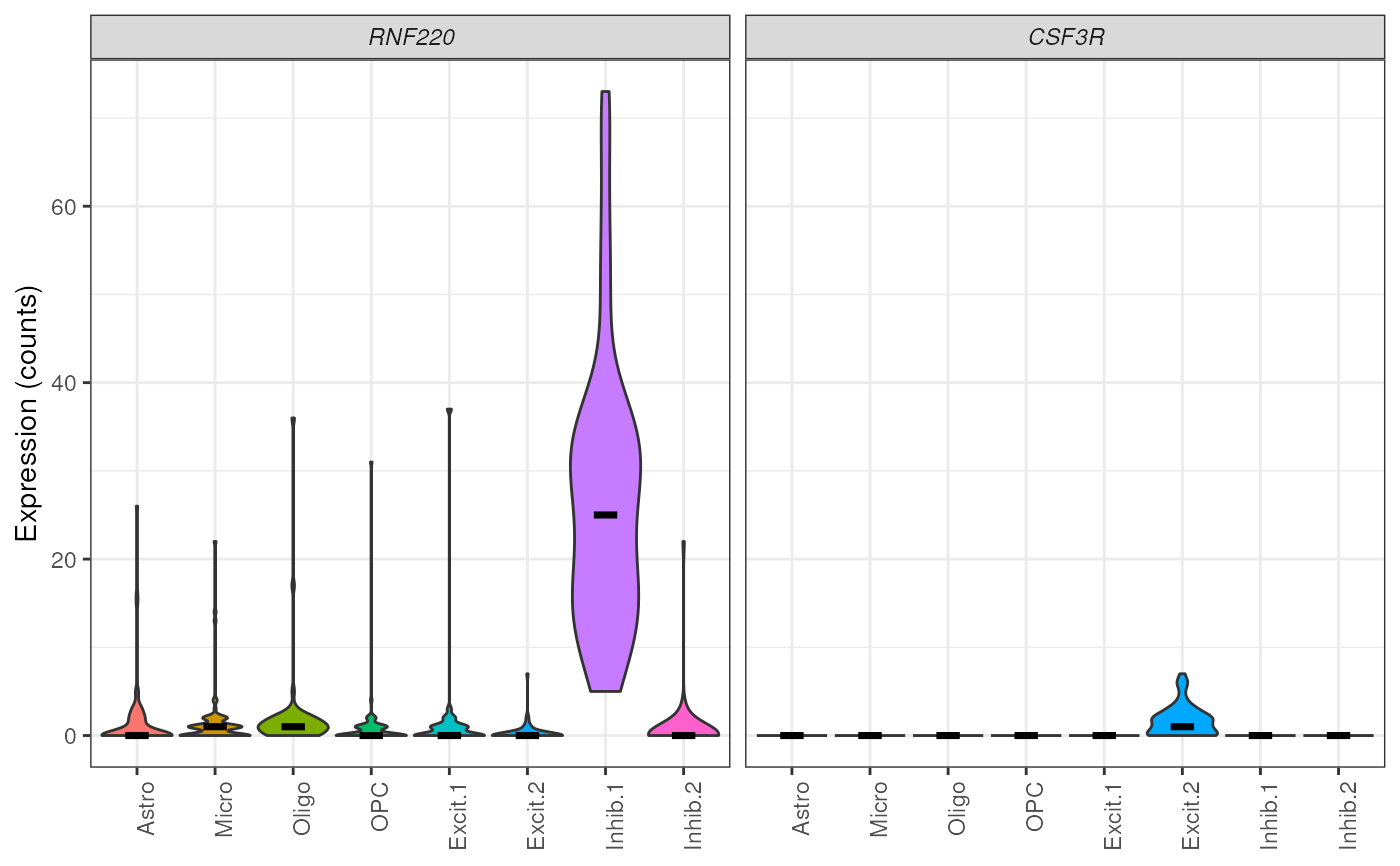 RNF220
CSF3R
Expression (counts)
60
40
20
0
Astro
Micro
Oligo
OPC
Excit.1
Excit.2
Inhib.1
Inhib.2
Astro
Micro
Oligo
OPC
Excit.1
Excit.2
Inhib.1
Inhib.2